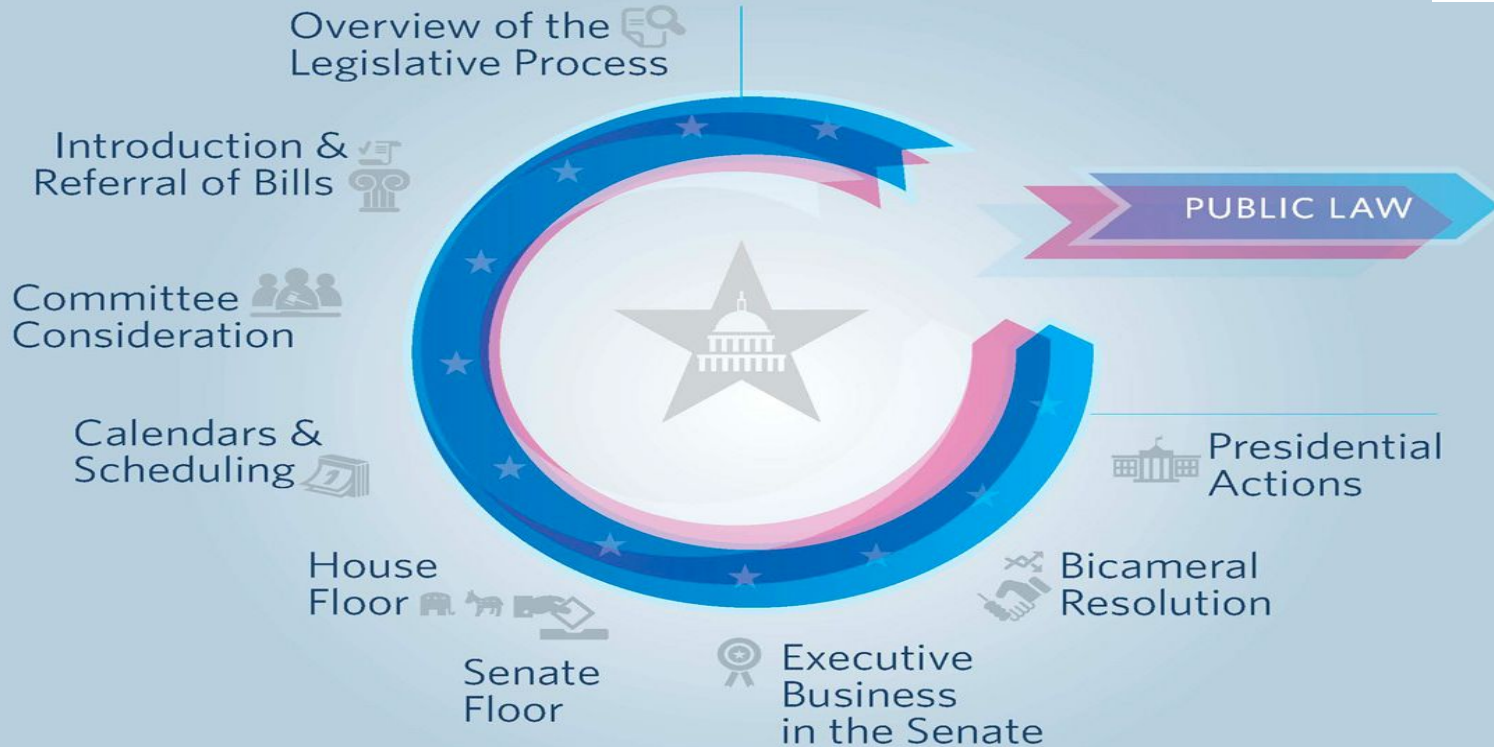 Overview of the
Legislative Process
Introduction &
Referral of Bills
Committee
Consideration
Calendars &
Scheduling
House
Floor
Senate
Floor
Executive
Business
in the Senate
Bicameral
Resolution
Presidential
Actions
PUBLIC LAW